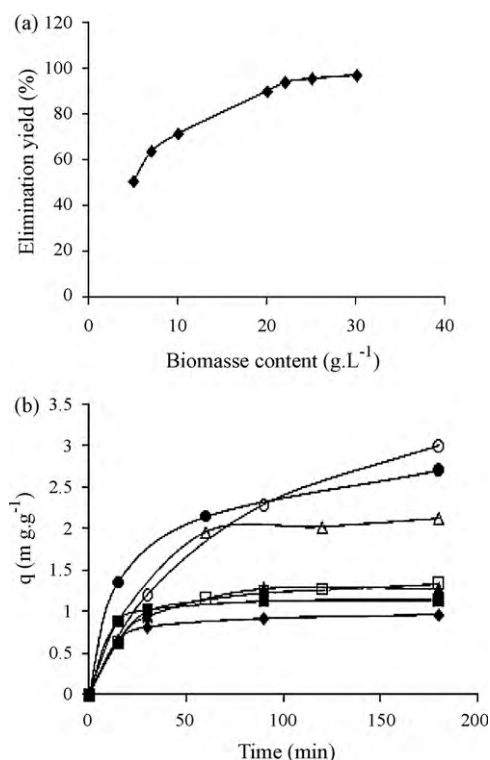 (a)
120
100
80
60
40
20
0
Elimination yield (%)
0 10 20 30 40
Biomasse content (g.L-1)
(b)
3.5
3
2.5
2
1.5
1
0.5
0
q (m g.g-1)
0 50 100 150 200
Time (min)